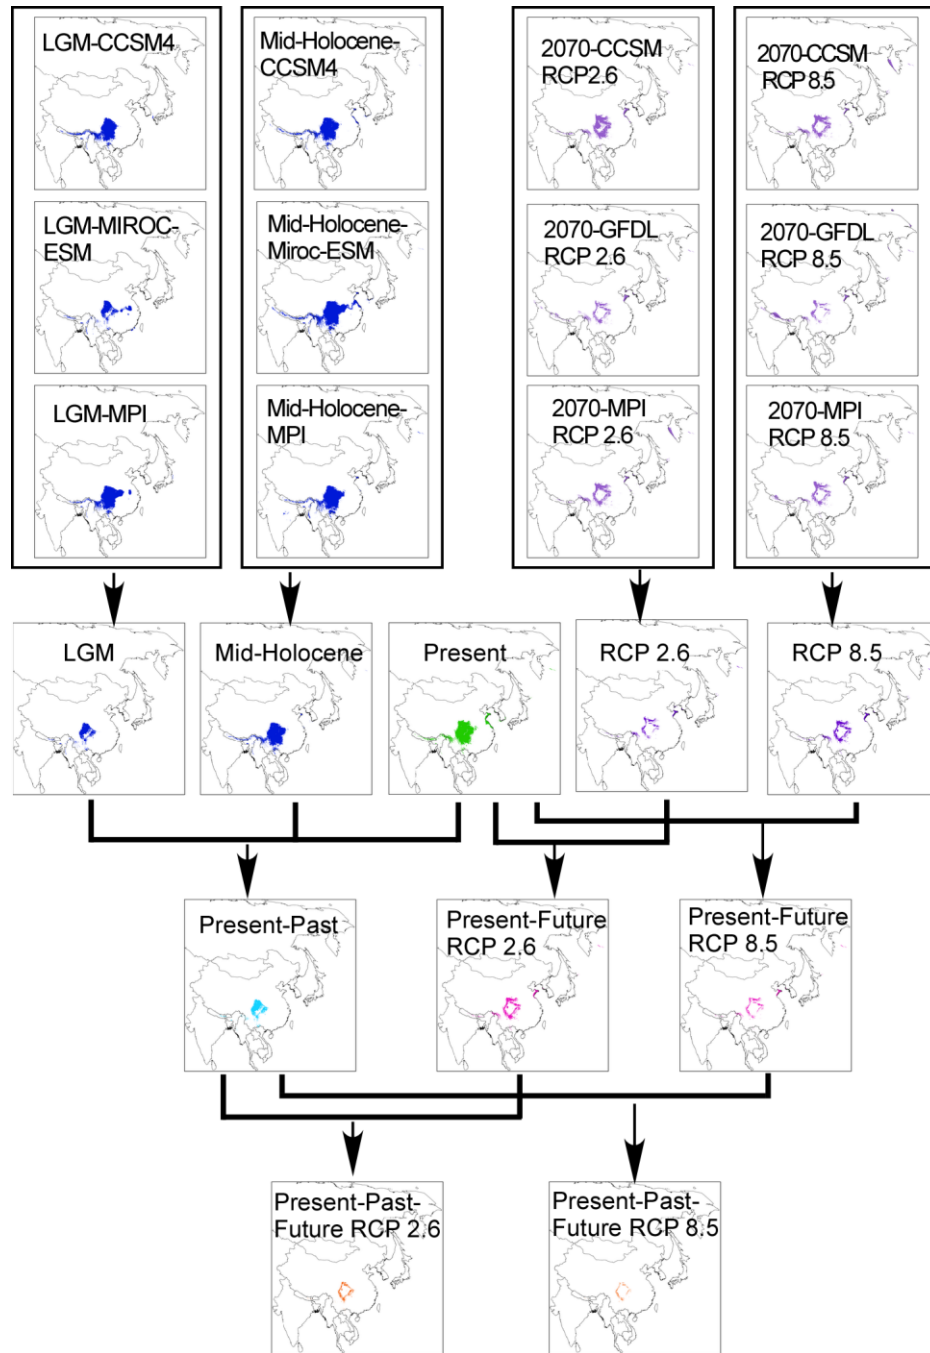 LGM-CCSM4
Mid-Holocene-
CCSM4
2070-CCSM
RCP2.6
2070-CCSM
RCP 8.5
LGM-MIROC-
ESM
Mid-Holocene-
Miroc-ESM
2070-GFDL
RCP 2.6
2070-GFDL
RCP 8.5
LGM-MPI
Mid-Holocene-
MPI
2070-MPI
RCP 2.6
2070-MPI
RCP 8.5
LGM
Mid-Holocene
Present
RCP 2.6
RCP 8.5
Present-Past
Present-Future
RCP 2.6
Present-Future
RCP 8.5
Present-Past-
Future RCP 2.6
Present-Past-
Future RCP 8.5